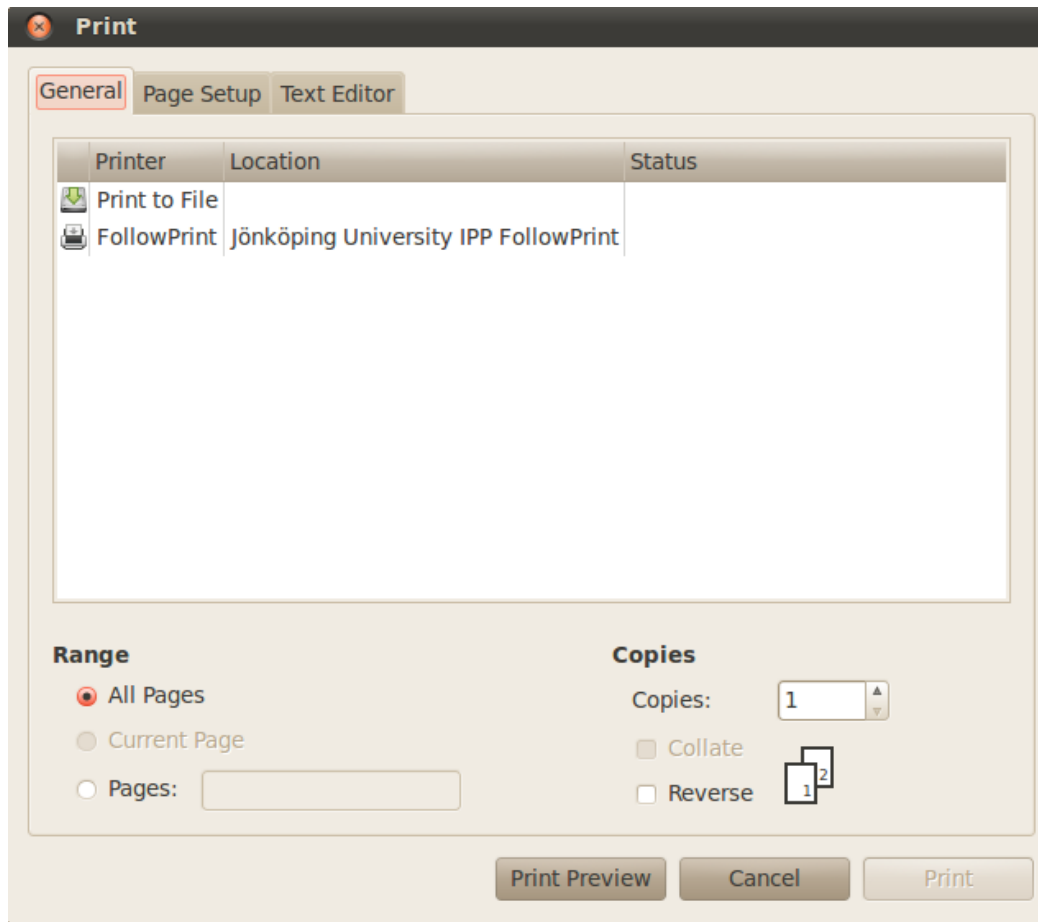 Print
General Page Setup Text Editor
Printer Location Status
Print to File
FollowPrint Jönköping University IPP FollowPrint
Range Copies
All Pages Copies: 1
Current Page Collate
Pages: Reverse
1 2
Print Preview Cancel Print